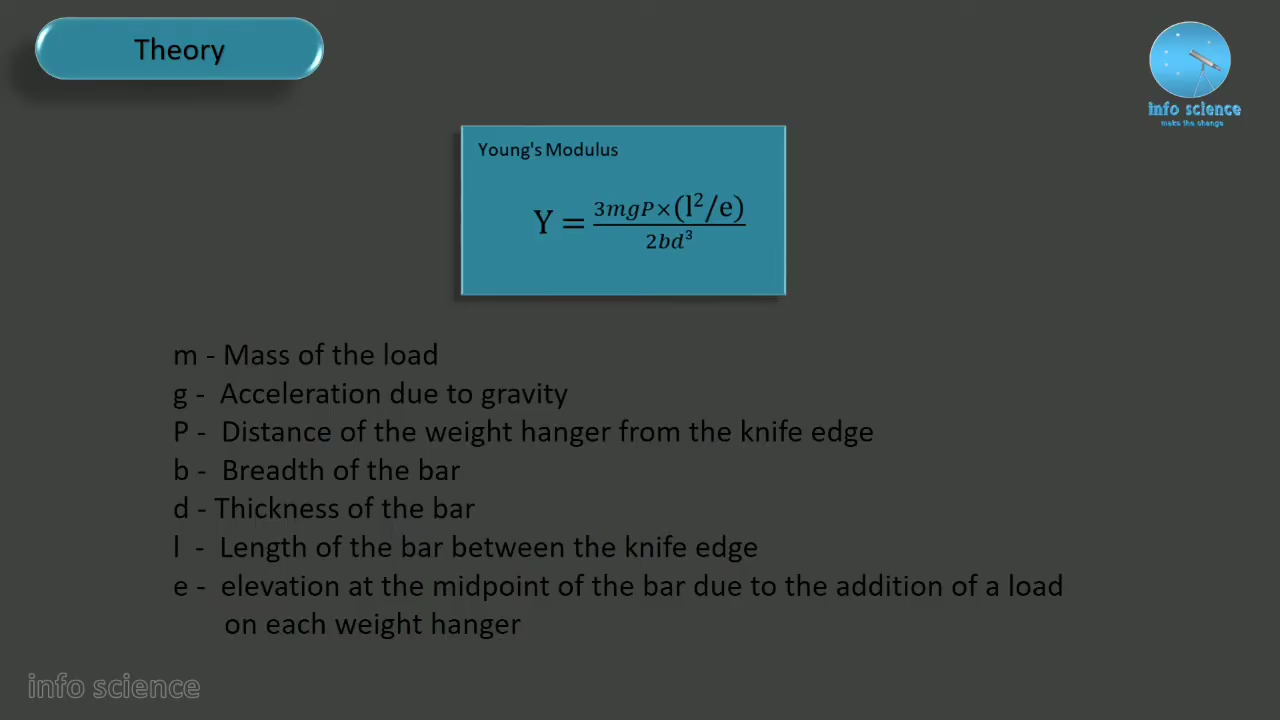 Theory
info science
make the change
Young's Modulus
Y = 3mgP×(l²/e) / 2bd³
m - Mass of the load
g - Acceleration due to gravity
P - Distance of the weight hanger from the knife edge
b - Breadth of the bar
d - Thickness of the bar
l - Length of the bar between the knife edge
e - elevation at the midpoint of the bar due to the addition of a load
on each weight hanger
info science